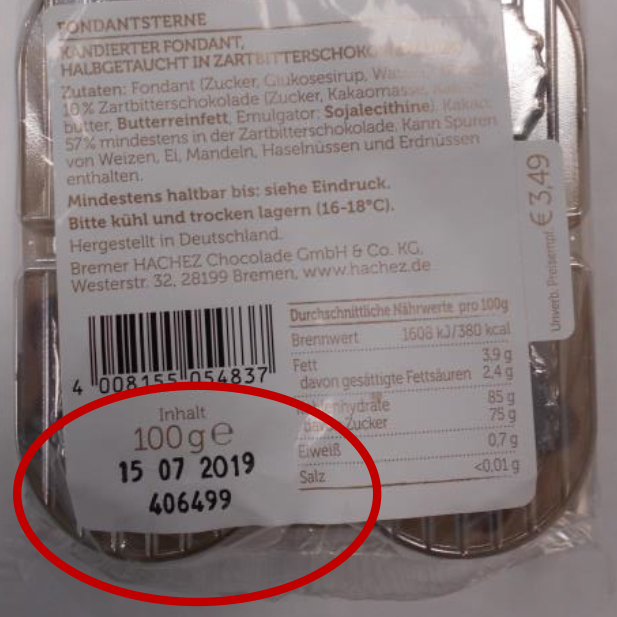 FONDANTSTERNE
KANDIERTER FONDANT,
HALBGETAUCHT IN ZARTBITTERSCHOKO
Zutaten: Fondant (Zucker, Glukosesirup,
10% Zartbitterschokolade (Zucker, Kakaomasse,
butter, Butterreinfett, Emulgator: Sojalecithine). Kakao:
57% mindestens in der Zartbitterschokolade. Kann Spuren
von Weizen, Ei, Mandeln, Haselnüssen und Erdnüssen
enthalten.
Mindestens haltbar bis: siehe Eindruck.
Bitte kühl und trocken lagern (16-18°C).
Hergestellt in Deutschland.
Bremer HACHEZ Chocolade GmbH & Co. KG,
Westerstr. 32, 28199 Bremen, www.hachez.de
Unverb. Preisempf. €3,49
4 008155 054837
Inhalt
100 g e
15 07 2019
406499
Durchschnittliche Nährwerte pro 100g
Brennwert 1608 kJ/380 kcal
Fett 3,9 g
davon gesättigte Fettsäuren 2,4 g
Kohlenhydrate 85 g
davon Zucker 75 g
Eiweiß 0,7 g
Salz <0,01 g